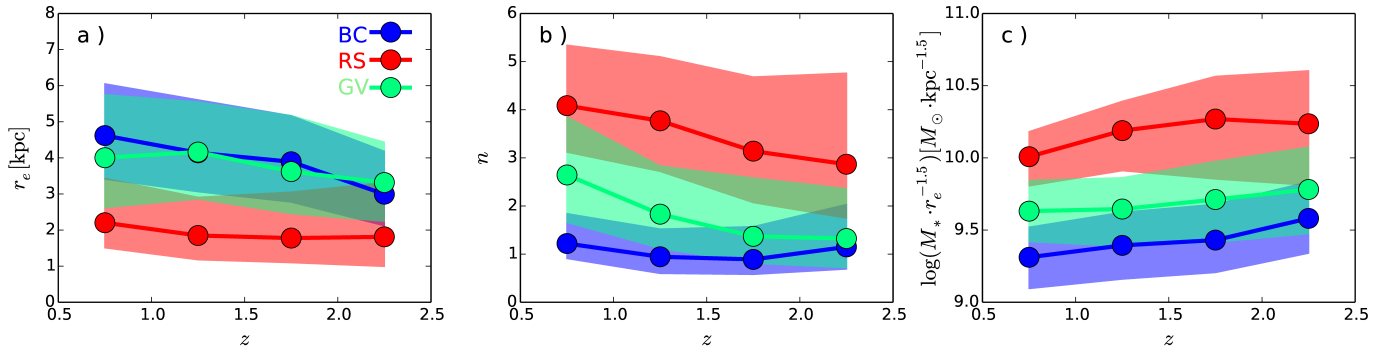 a )
BC
RS
GV
8
7
6
5
4
3
2
1
0
r_e [kpc]
0.5 1.0 1.5 2.0 2.5
z
b )
6
5
4
3
2
1
0
n
0.5 1.0 1.5 2.0 2.5
z
c )
11.0
10.5
10.0
9.5
9.0
log(M_* · r_e^{-1.5})[M_⊙ · kpc^{-1.5}]
0.5 1.0 1.5 2.0 2.5
z